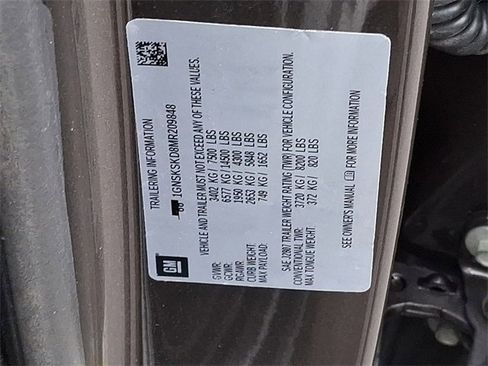 GM
TRAILERING INFORMATION
1GNSKSKD8MR209848
VEHICLE AND TRAILER MUST NOT EXCEED ANY OF THESE VALUES.
GVWR: 3402 KG / 7500 LBS
GCWR: 6577 KG / 14500 LBS
RGAWR: 1950 KG / 4300 LBS
CURB WEIGHT: 2653 KG / 5848 LBS
MAX PAYLOAD: 749 KG / 1652 LBS
SAE J2807 TRAILER WEIGHT RATING (TWR) FOR VEHICLE CONFIGURATION.
CONVENTIONAL TWR: 3720 KG / 8200 LBS
MAX TONGUE WEIGHT: 372 KG / 820 LBS
SEE OWNER'S MANUAL FOR MORE INFORMATION